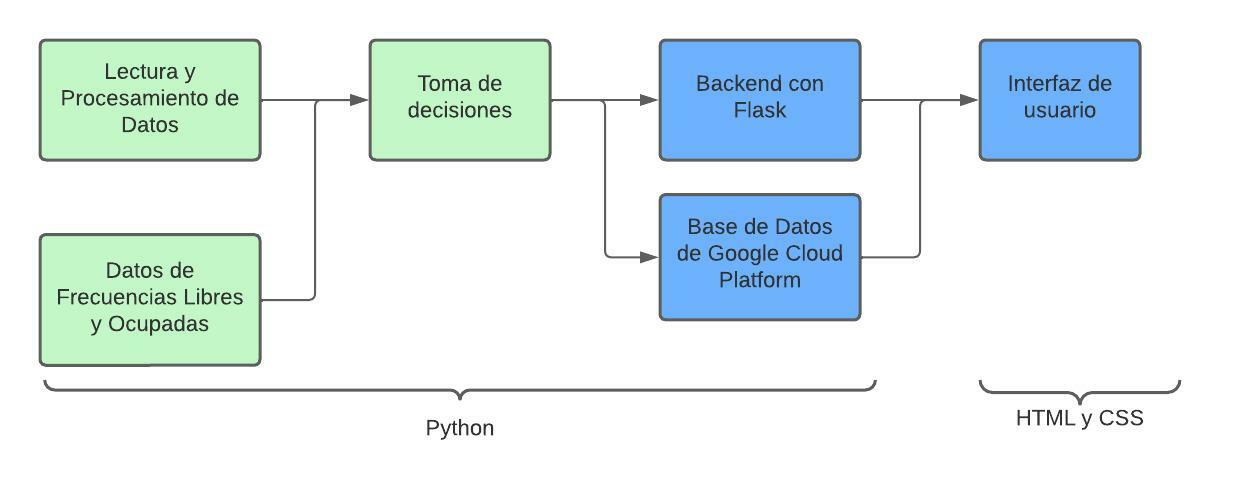 Lectura y
Procesamiento de
Datos
Toma de
decisiones
Backend con
Flask
Interfaz de
usuario
Datos de
Frecuencias Libres
y Ocupadas
Base de Datos
de Google Cloud
Platform
Python
HTML y CSS